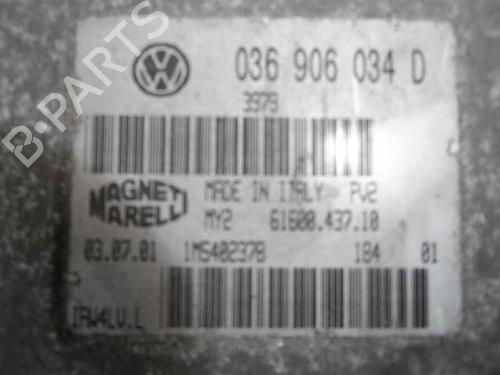 036 906 034 D
3979
MAGNETI MARELLI
MADE IN ITALY PV2
MY2 61600.437.10
03.07.01 1MS402378 184 01
IAW4LV.L
B-PARTS